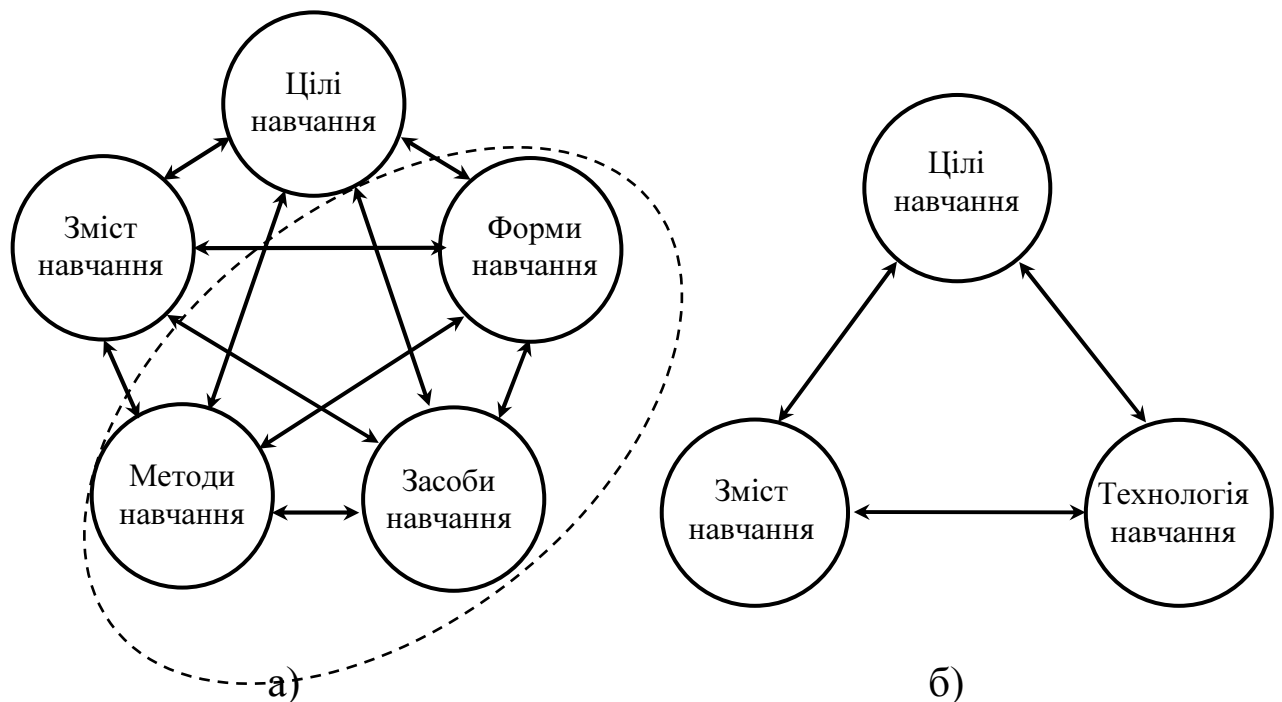 Цілі
навчання
Зміст
навчання
Форми
навчання
Методи
навчання
Засоби
навчання
а)
Цілі
навчання
Зміст
навчання
Технологія
навчання
б)